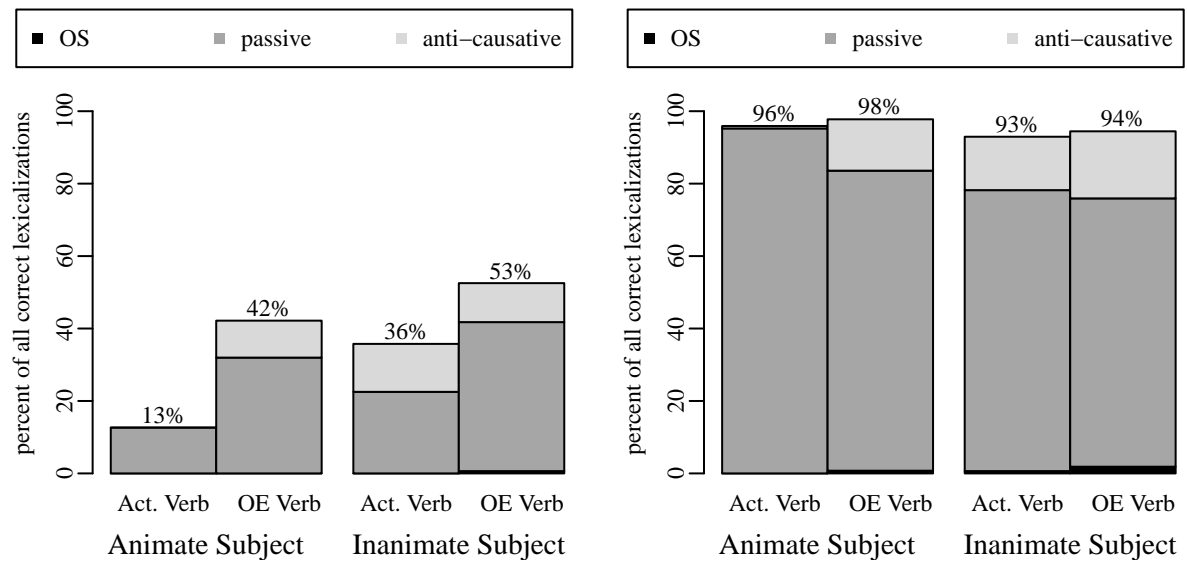 OS passive anti−causative
percent of all correct lexicalizations
0 20 40 60 80 100
13% 42% 36% 53%
Act. Verb OE Verb Act. Verb OE Verb
Animate Subject Inanimate Subject
OS passive anti−causative
percent of all correct lexicalizations
0 20 40 60 80 100
96% 98% 93% 94%
Act. Verb OE Verb Act. Verb OE Verb
Animate Subject Inanimate Subject